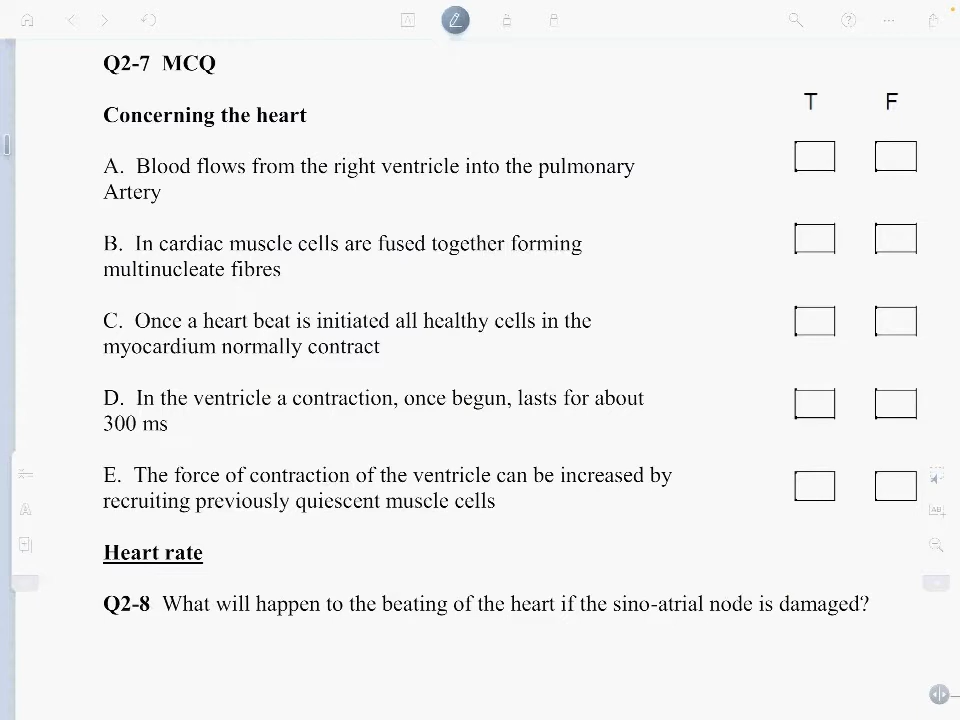 Q2-7 MCQ
T F
Concerning the heart
A. Blood flows from the right ventricle into the pulmonary
Artery
B. In cardiac muscle cells are fused together forming
multinucleate fibres
C. Once a heart beat is initiated all healthy cells in the
myocardium normally contract
D. In the ventricle a contraction, once begun, lasts for about
300 ms
E. The force of contraction of the ventricle can be increased by
recruiting previously quiescent muscle cells
Heart rate
Q2-8 What will happen to the beating of the heart if the sino-atrial node is damaged?